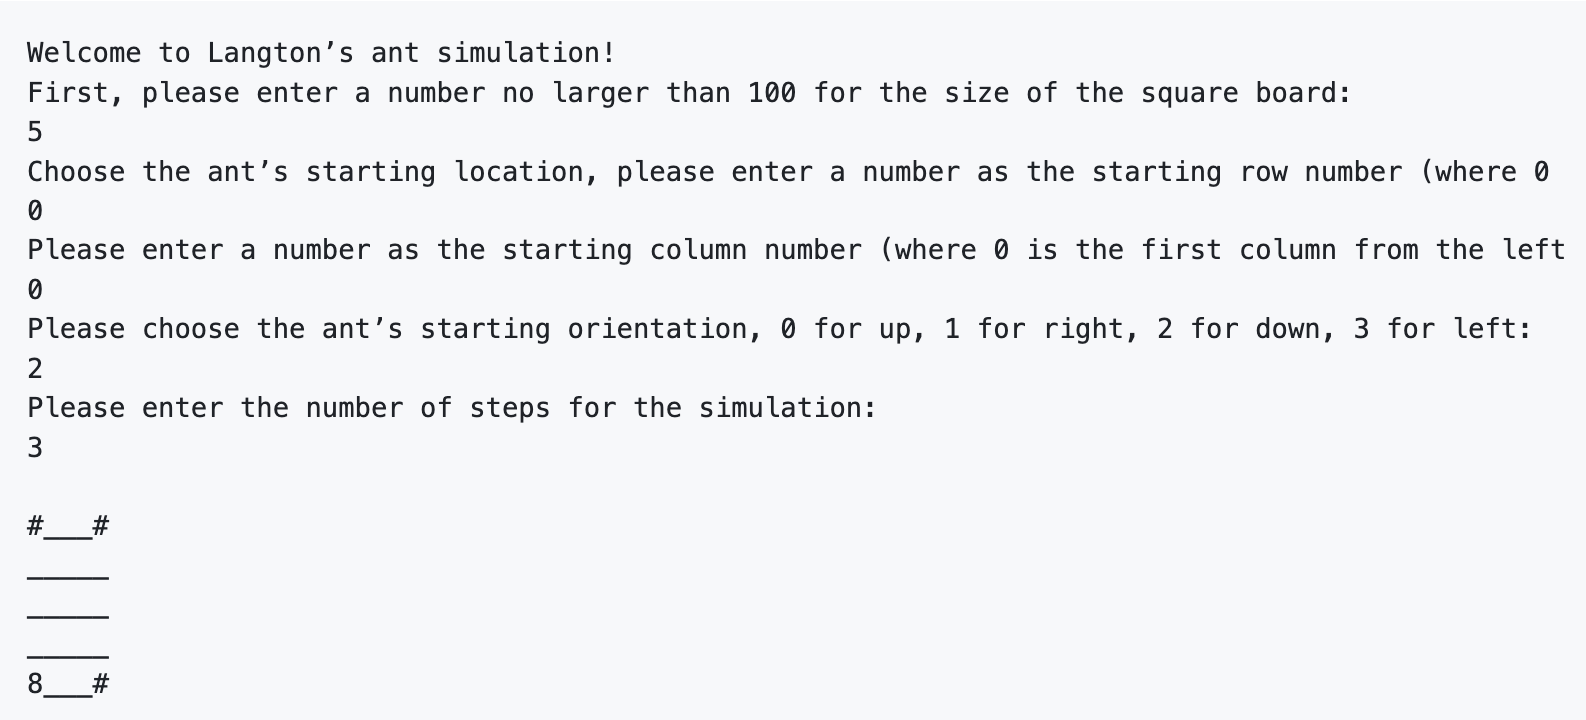 Welcome to Langton’s ant simulation!
First, please enter a number no larger than 100 for the size of the square board:
5
Choose the ant’s starting location, please enter a number as the starting row number (where 0
0
Please enter a number as the starting column number (where 0 is the first column from the left
0
Please choose the ant’s starting orientation, 0 for up, 1 for right, 2 for down, 3 for left:
2
Please enter the number of steps for the simulation:
3
#___#
_____
_____
_____
8___#